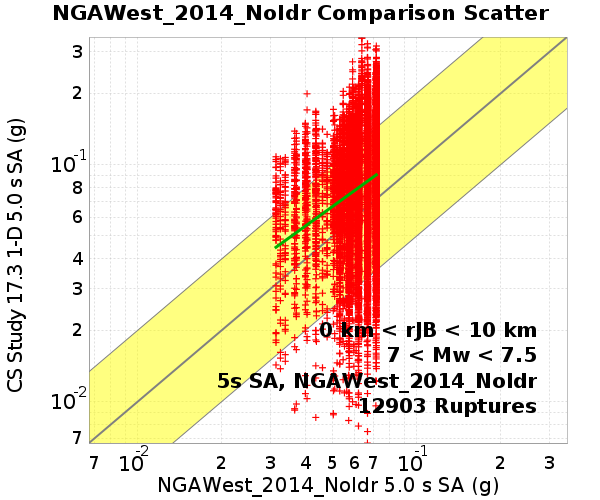 NGAWest_2014_NoIdr Comparison Scatter
CS Study 17.3 1-D 5.0 s SA (g)
3
2
10⁻¹
8
6
4
3
2
10⁻²
7
0 km < rJB < 10 km
7 < Mw < 7.5
5s SA, NGAWest_2014_NoIdr
12903 Ruptures
7 10⁻² 2 3 4 5 6 7 10⁻¹ 2 3
NGAWest_2014_NoIdr 5.0 s SA (g)